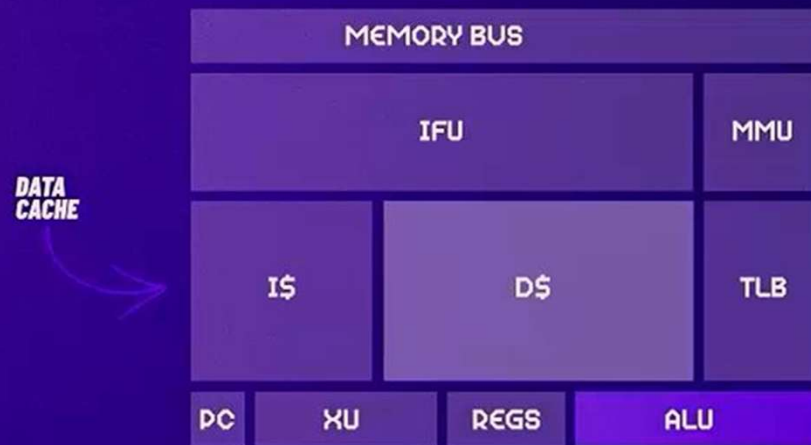 MEMORY BUS
IFU
MMU
DATA
CACHE
I$
D$
TLB
PC
XU
REGS
ALU